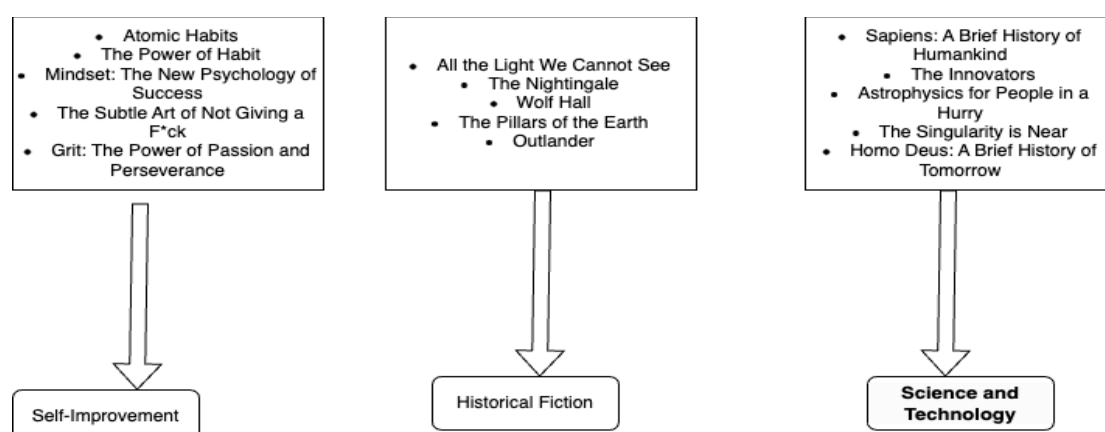 • Atomic Habits
• The Power of Habit
• Mindset: The New Psychology of
Success
• The Subtle Art of Not Giving a
F*ck
• Grit: The Power of Passion and
Perseverance
• All the Light We Cannot See
• The Nightingale
• Wolf Hall
• The Pillars of the Earth
• Outlander
• Sapiens: A Brief History of
Humankind
• The Innovators
• Astrophysics for People in a
Hurry
• The Singularity is Near
• Homo Deus: A Brief History of
Tomorrow
Self-Improvement
Historical Fiction
Science and
Technology